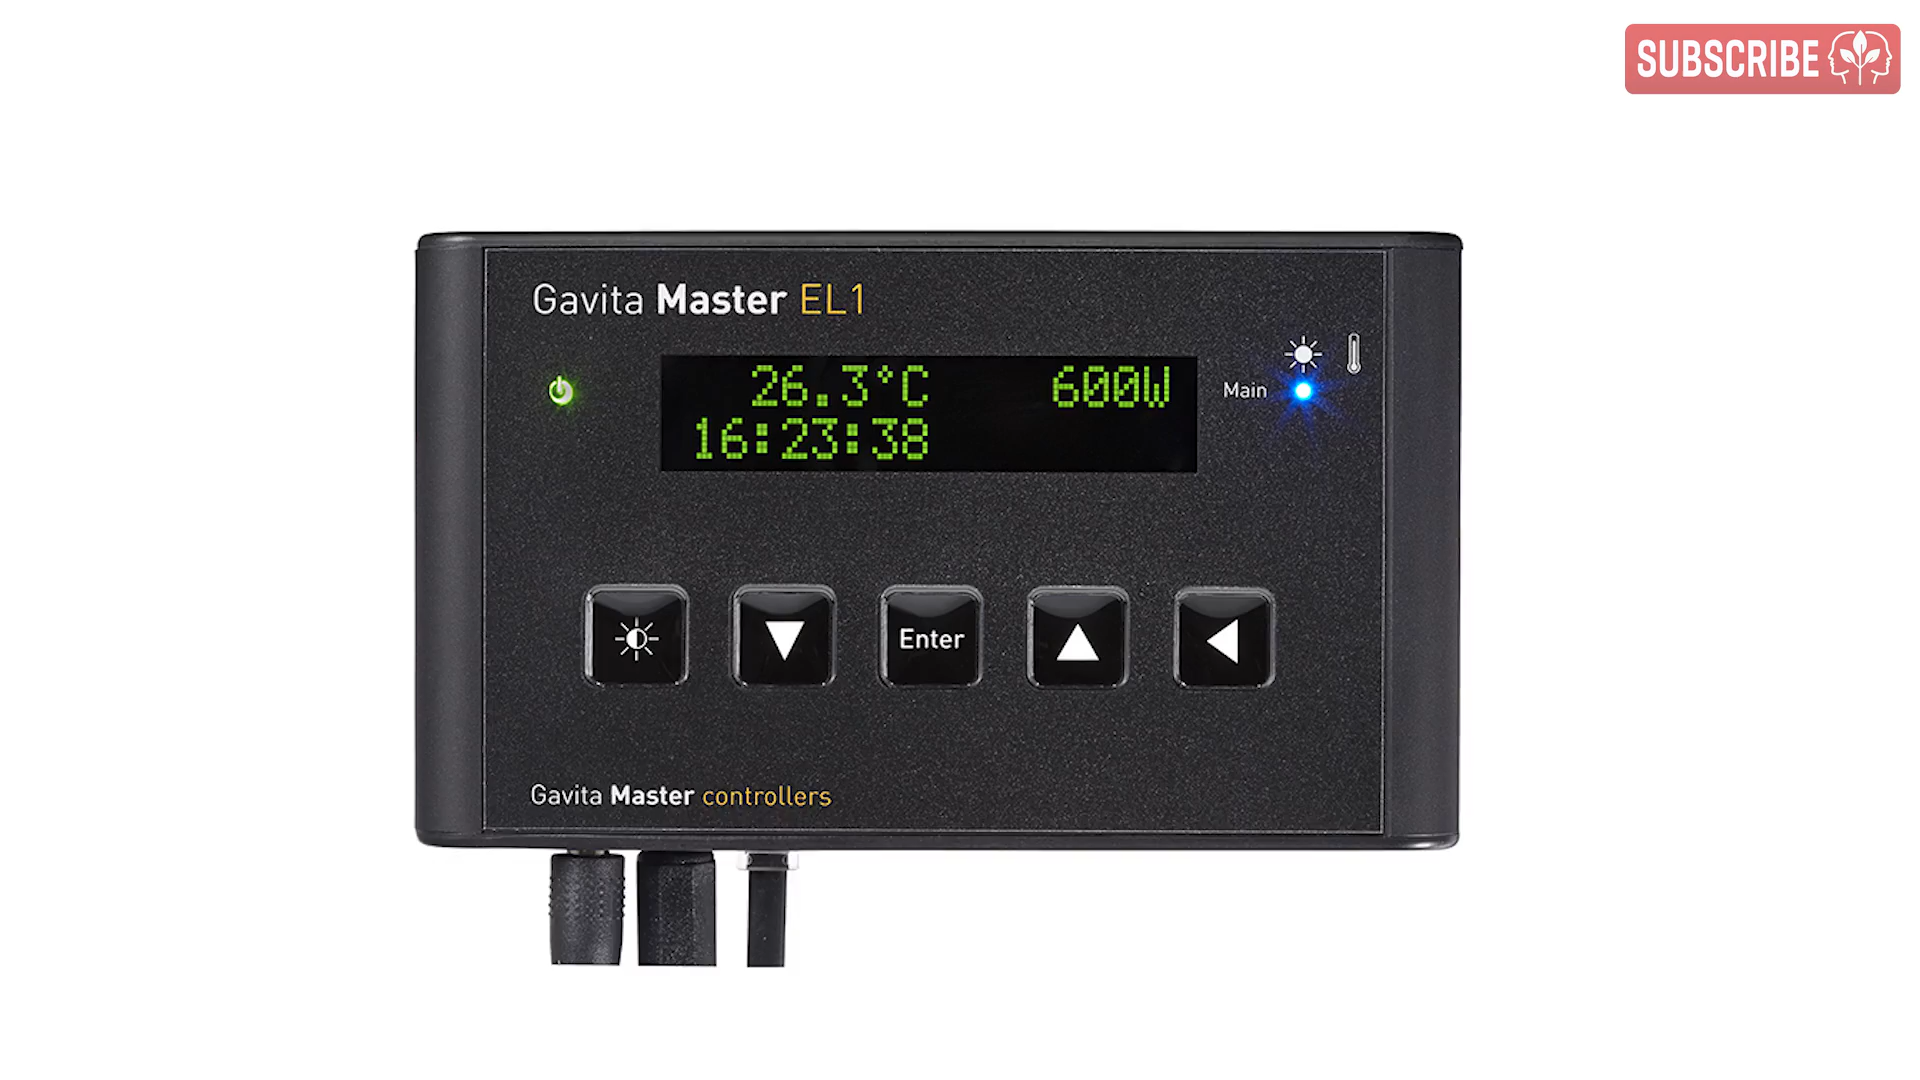 SUBSCRIBE
Gavita Master EL1
26.3°C 600W
Main
16:23:38
Enter
Gavita Master controllers